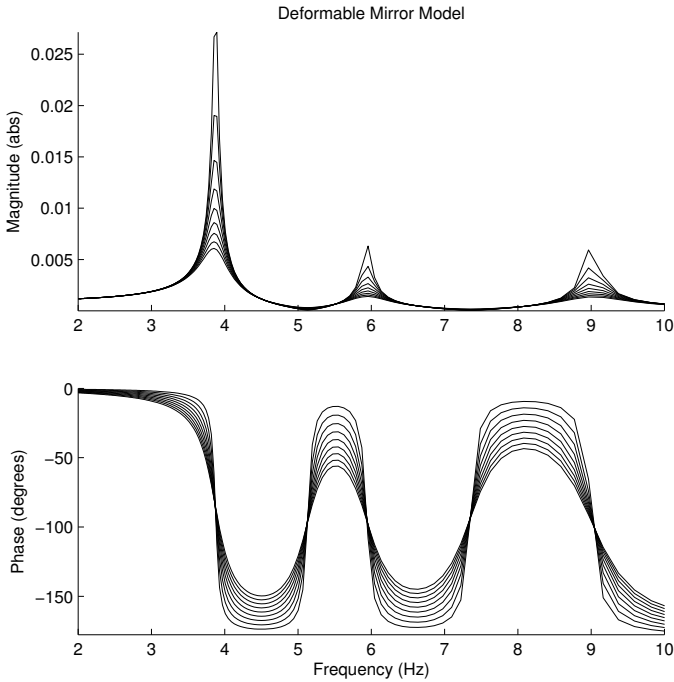 Deformable Mirror Model
0.025
0.02
0.015
0.01
0.005
Magnitude (abs)
2 3 4 5 6 7 8 9 10
0
−50
−100
−150
Phase (degrees)
2 3 4 5 6 7 8 9 10
Frequency (Hz)